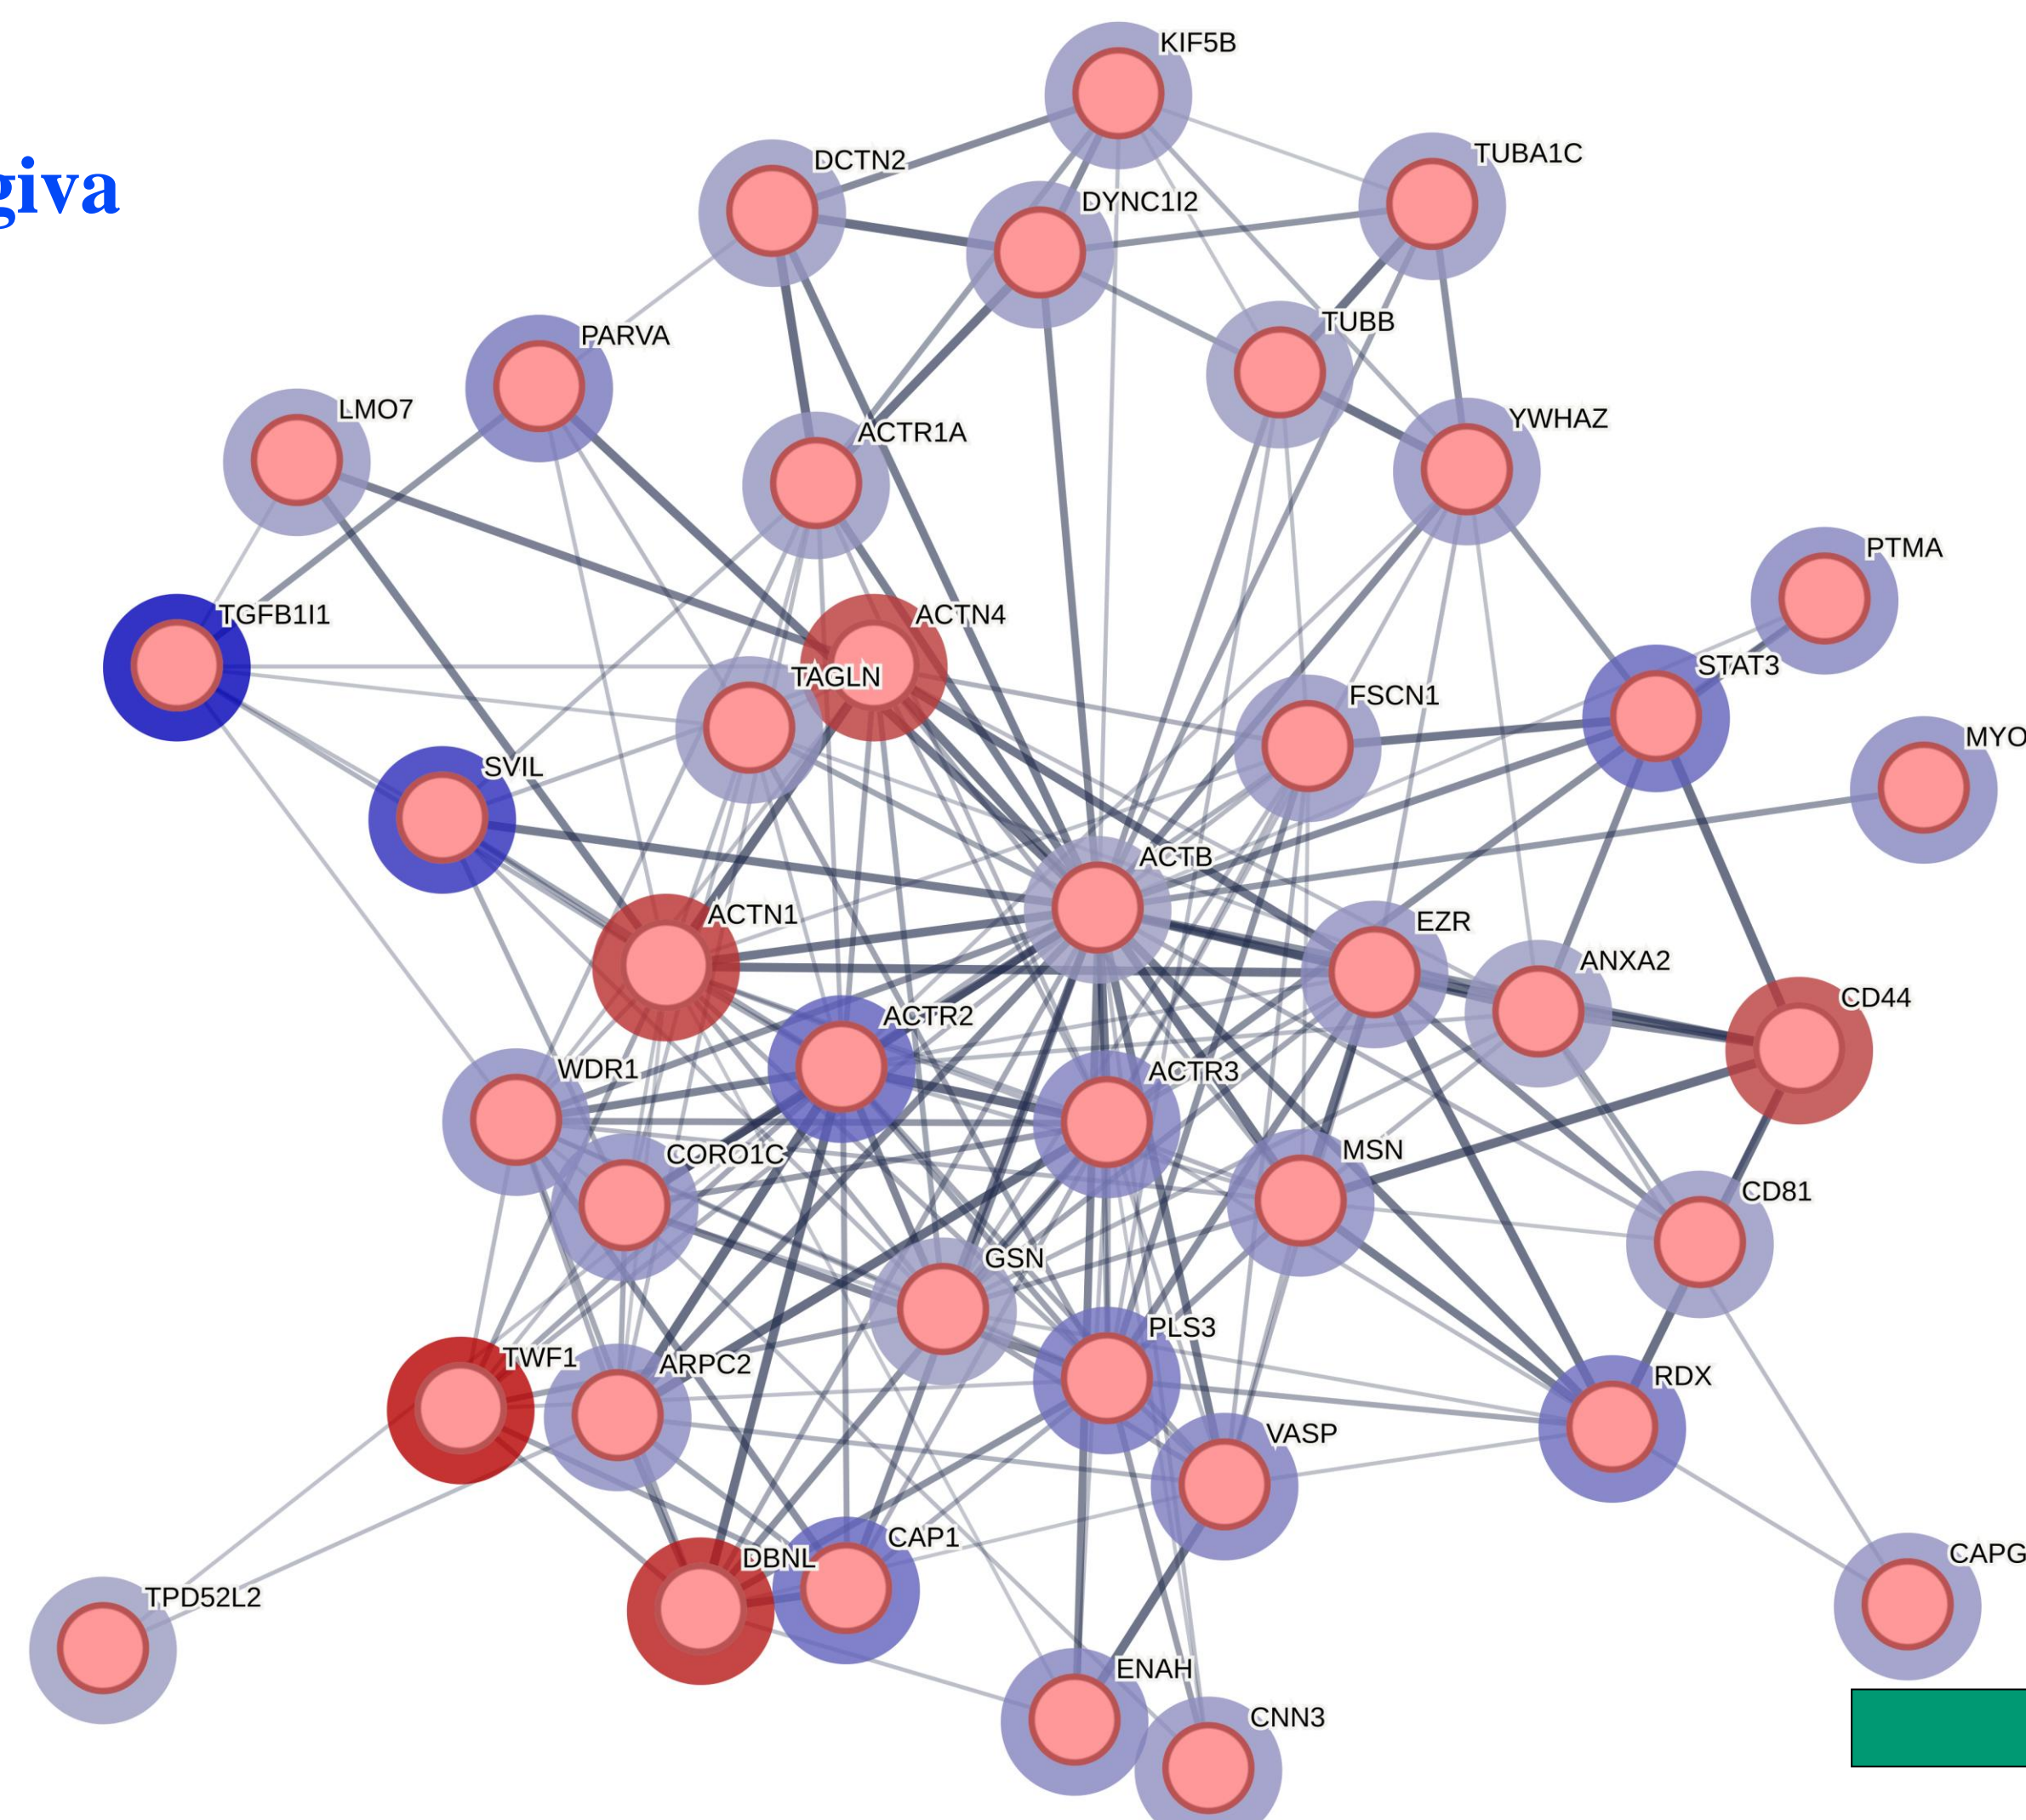 KIF5B
TUBA1C
DCTN2
giva
DYNC1I2
TUBB
PARVA
LMO7
YWHAZ
ACTR1A
PTMA
TGFB1I1
ACTN4
STAT3
TAGLN
FSCN1
MYO
SVIL
ACTB
ACTN1
EZR
ANXA2
CD44
ACTR2
WDR1
ACTR3
MSN
CORO1C
CD81
GSN
PLS3
TWF1
ARPC2
RDX
VASP
CAP1
CAPG
DBNL
TPD52L2
ENAH
CNN3